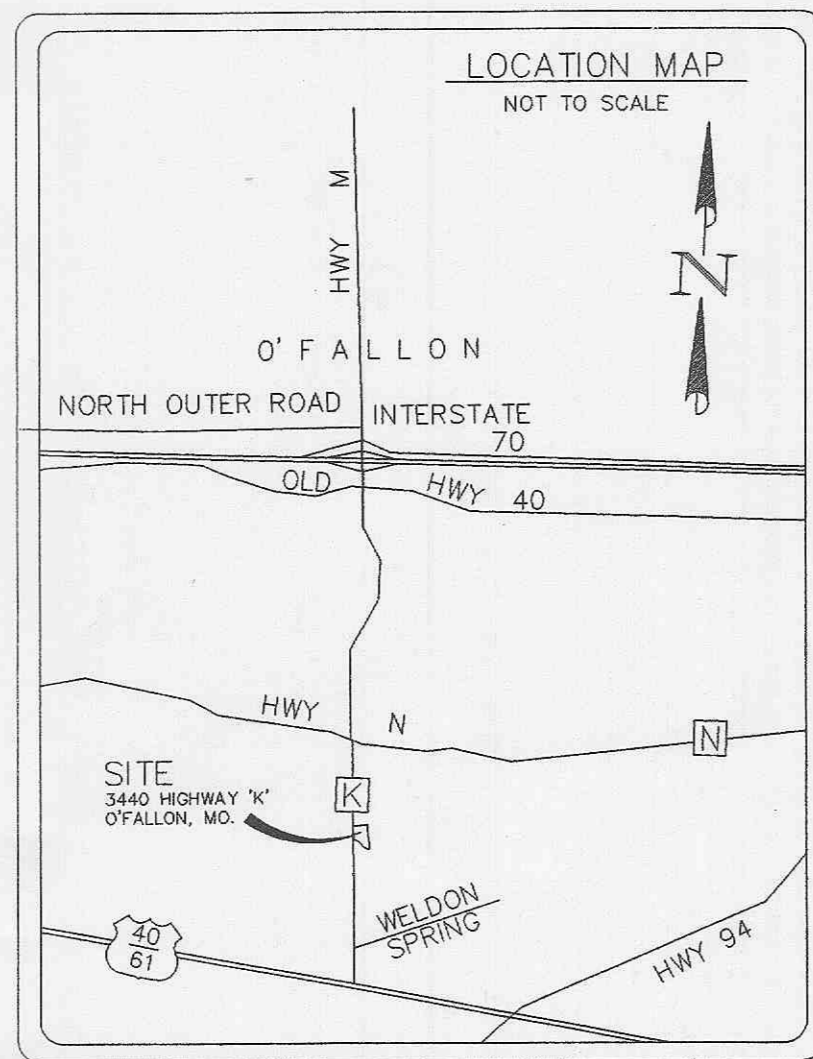 LOCATION MAP
NOT TO SCALE
HWY M
N
O' FALLON
NORTH OUTER ROAD
INTERSTATE
70
OLD HWY 40
HWY N
N
SITE
3440 HIGHWAY 'K'
O'FALLON, MO.
K
WELDON
SPRING
40
61
HWY 94